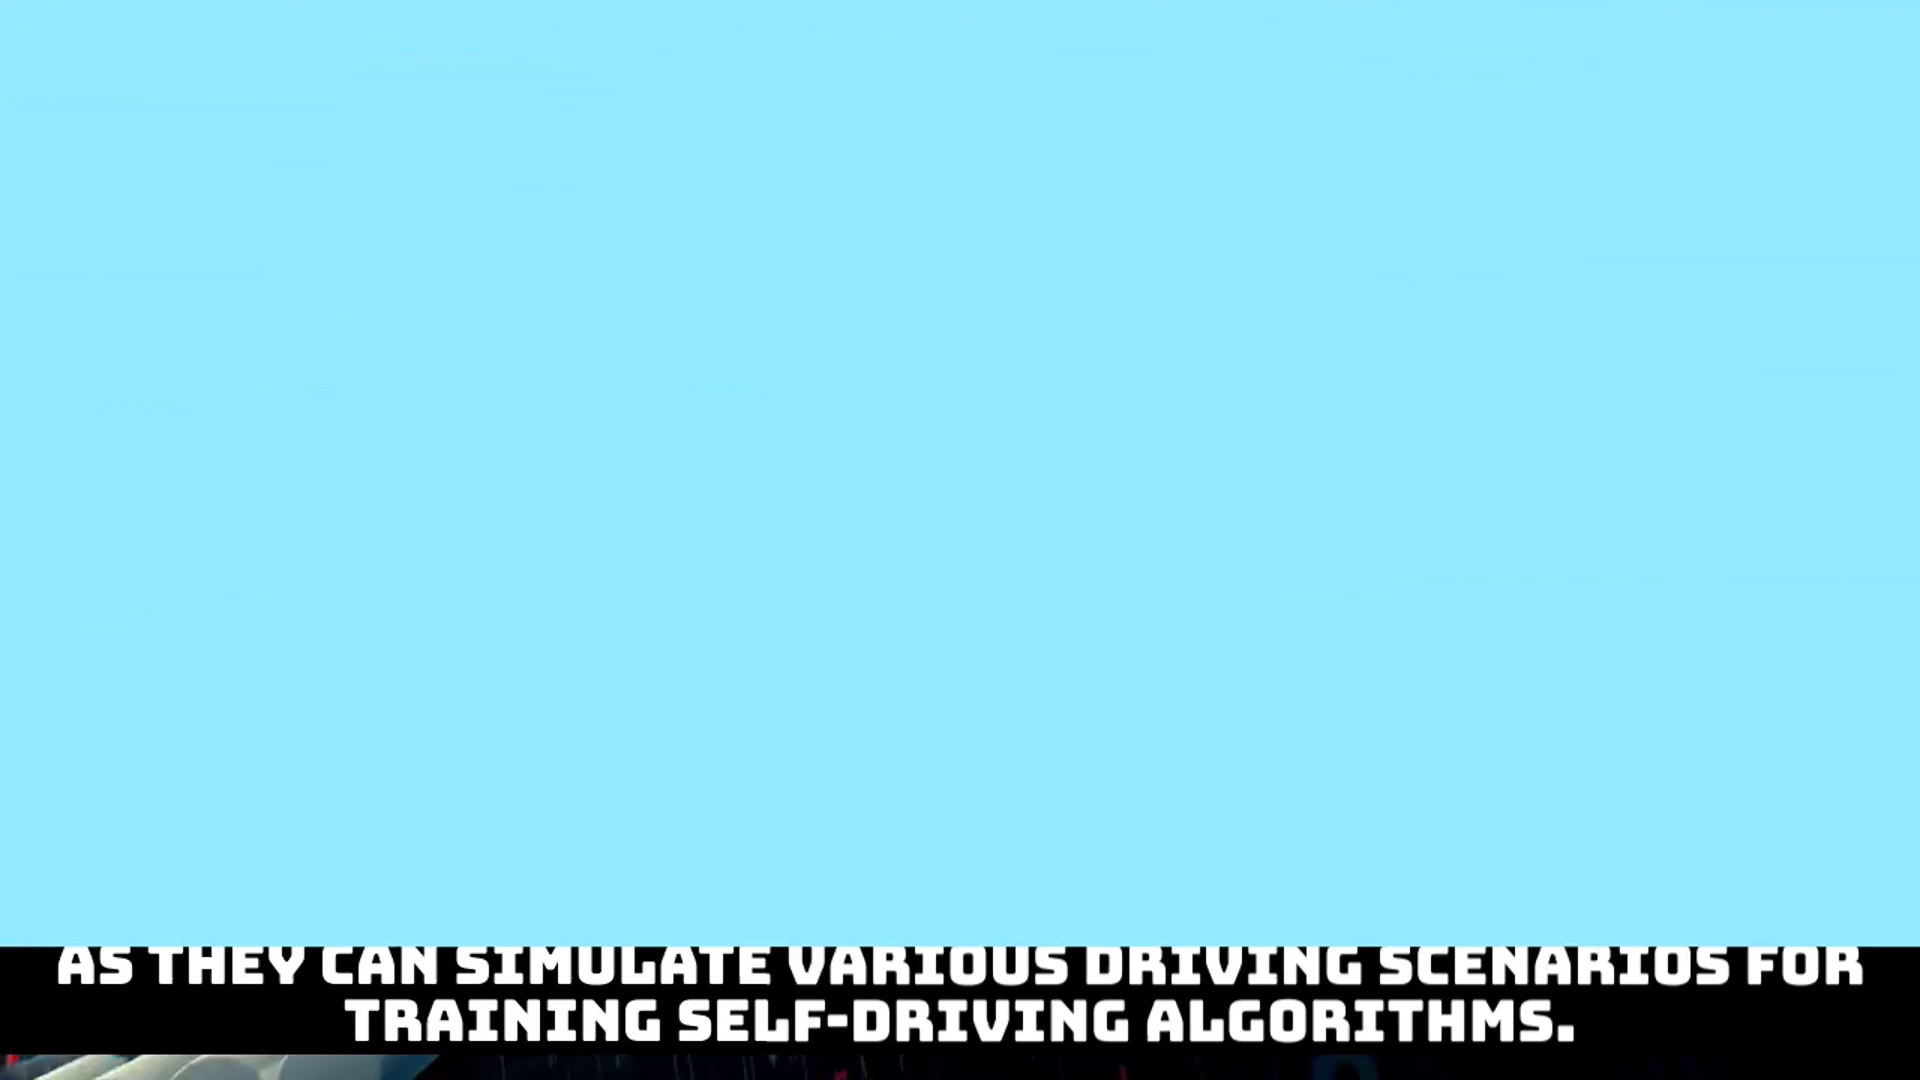 AS THEY CAN SIMULATE VARIOUS DRIVING SCENARIOS FOR
TRAINING SELF-DRIVING ALGORITHMS.